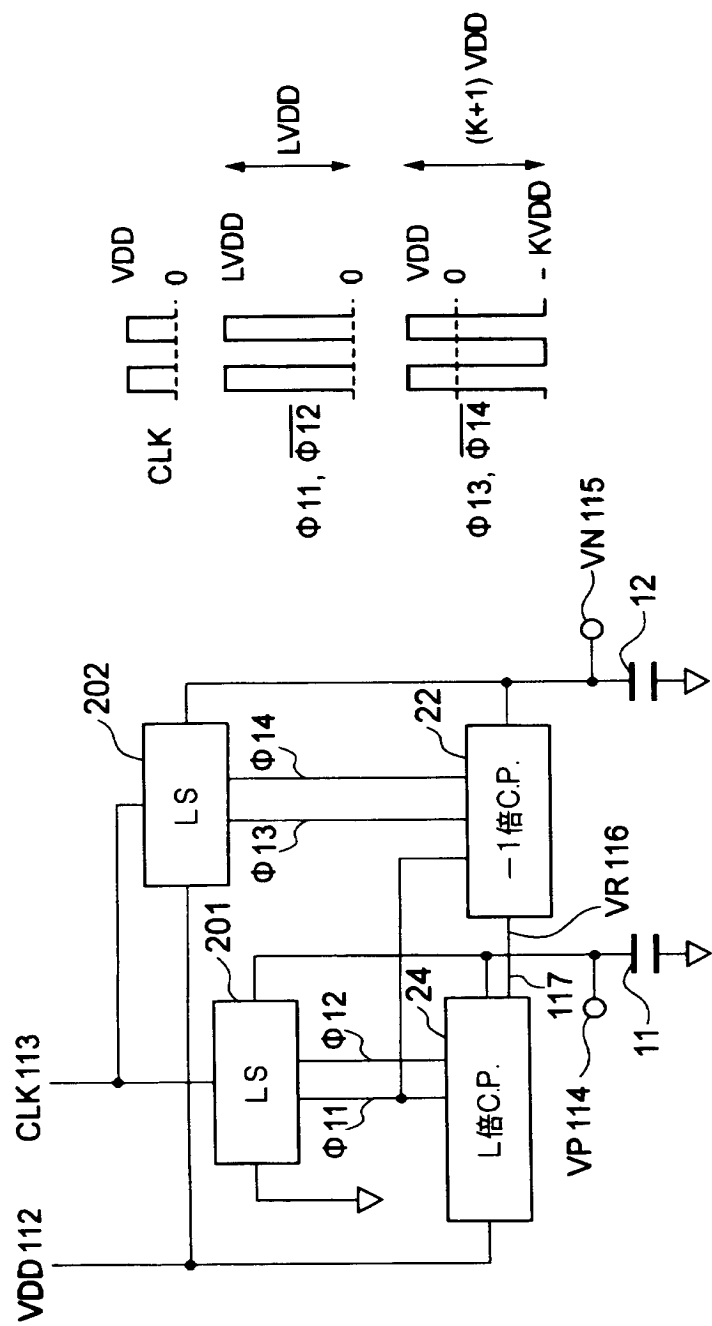 VDD 112
CLK 113
LS
201
Φ11
Φ12
L倍C.P.
24
VP 114
11
117
VR 116
LS
202
Φ13
Φ14
－1倍C.P.
22
VN 115
12
CLK
VDD
0
Φ11, Φ12
LVDD
0
LVDD
Φ13, Φ14
VDD
0
- KVDD
(K+1) VDD